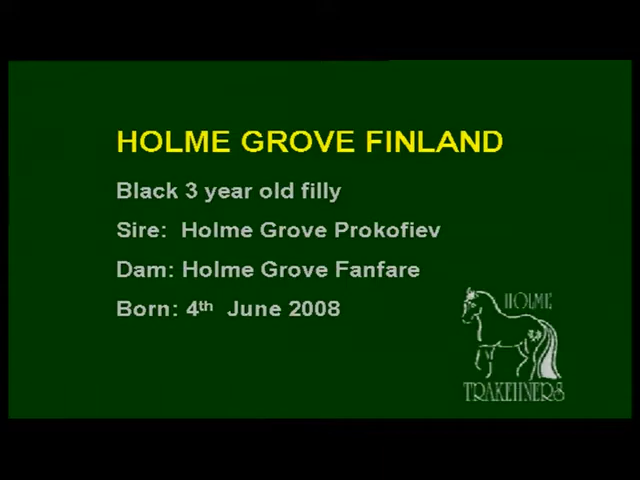 HOLME GROVE FINLAND
Black 3 year old filly
Sire: Holme Grove Prokofiev
Dam: Holme Grove Fanfare
Born: 4th June 2008
HOLME
TRAKEHNERS